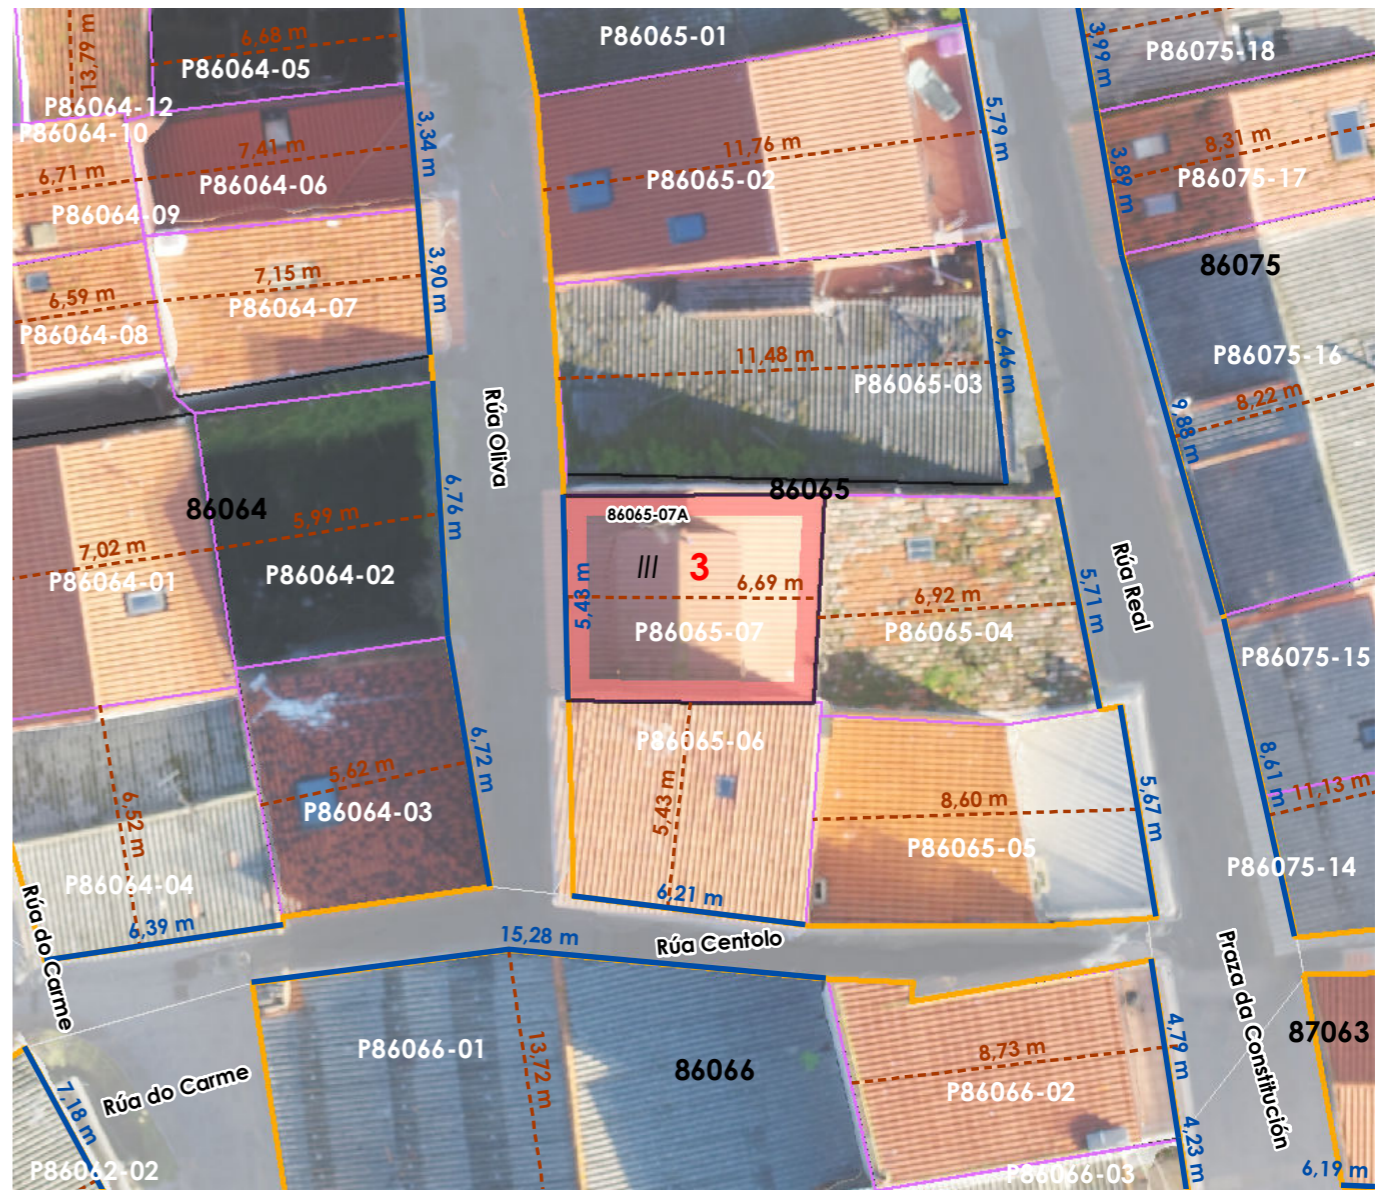 13,79 m
6,68 m
P86064-05
P86065-01
3,99 m
P86075-18
P86064-12
P86064-10
3,34 m
5,79 m
7,41 m
11,76 m
8,31 m
6,71 m
P86064-06
P86065-02
3,89 m
P86075-17
P86064-09
3,90 m
86075
7,15 m
6,59 m
P86064-07
P86064-08
11,48 m
6,46 m
P86075-16
P86065-03
8,22 m
Rúa Oliva
9,88 m
86065
86064
6,76 m
5,99 m
86065-07A
7,02 m
III
3
Rúa Real
P86064-01
P86064-02
5,43 m
6,69 m
6,92 m
5,71 m
P86065-07
P86065-04
P86075-15
P86065-06
6,72 m
5,62 m
8,61 m
11,13 m
6,52 m
P86064-03
5,43 m
8,60 m
5,67 m
P86065-05
P86075-14
P86064-04
6,21 m
Rúa do Carme
6,39 m
15,28 m
Rúa Centolo
Praza da Constitución
P86066-01
13,72 m
86066
8,73 m
4,79 m
87063
Rúa do Carme
P86066-02
7,18 m
4,23 m
P86062-02
P86066-03
6,19 m